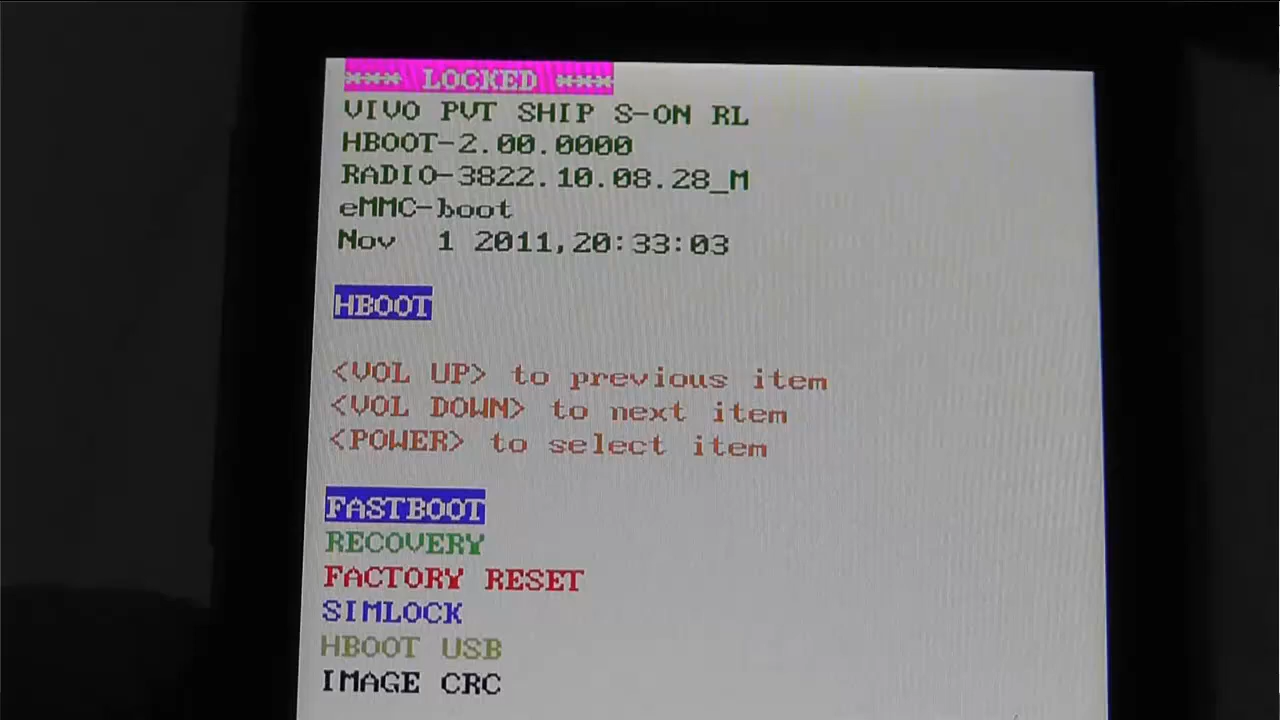 *** LOCKED ***
VIVO PVT SHIP S-ON RL
HBOOT-2.00.0000
RADIO-3822.10.08.28_M
eMMC-boot
Nov  1 2011,20:33:03
HBOOT
<VOL UP> to previous item
<VOL DOWN> to next item
<POWER> to select item
FASTBOOT
RECOVERY
FACTORY RESET
SIMLOCK
HBOOT USB
IMAGE CRC